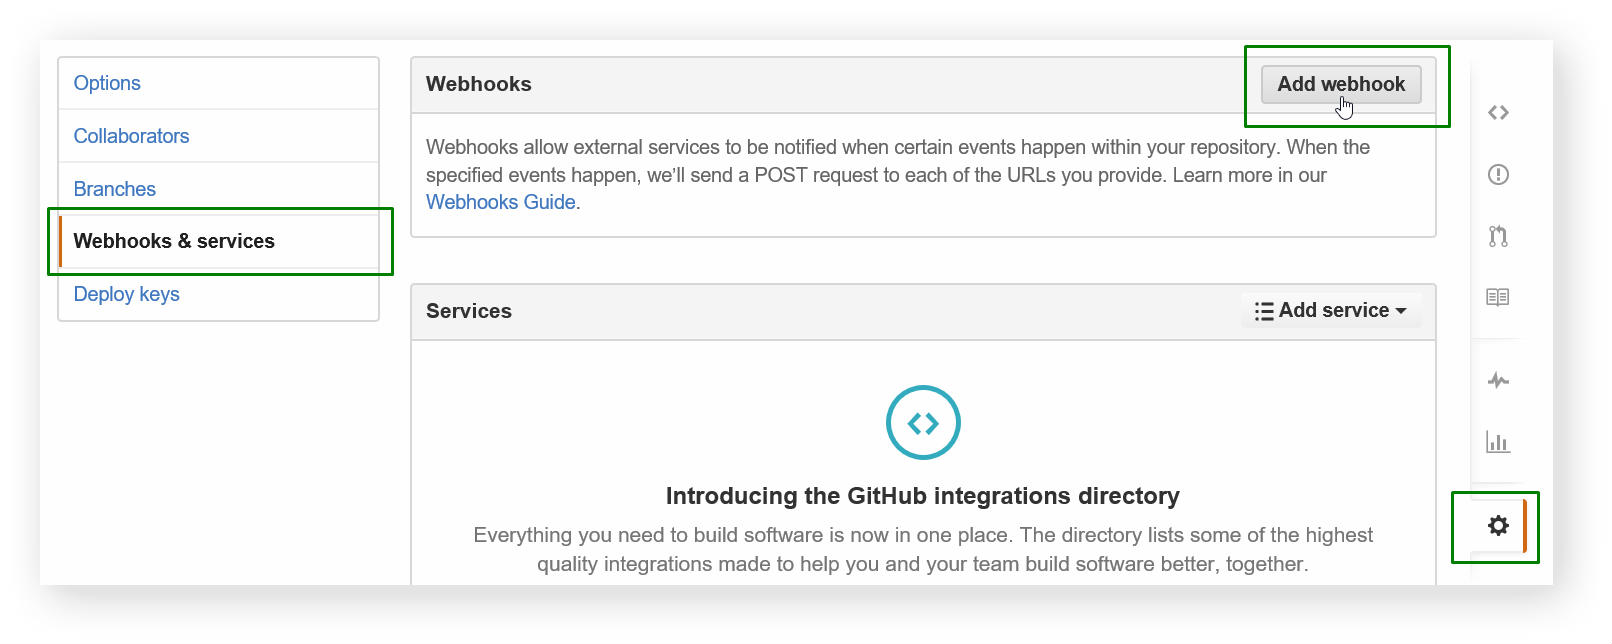 Options
Collaborators
Branches
Webhooks & services
Deploy keys
Webhooks
Add webhook
Webhooks allow external services to be notified when certain events happen within your repository. When the
specified events happen, we’ll send a POST request to each of the URLs you provide. Learn more in our
Webhooks Guide.
Services
Add service
Introducing the GitHub integrations directory
Everything you need to build software is now in one place. The directory lists some of the highest
quality integrations made to help you and your team build software better, together.